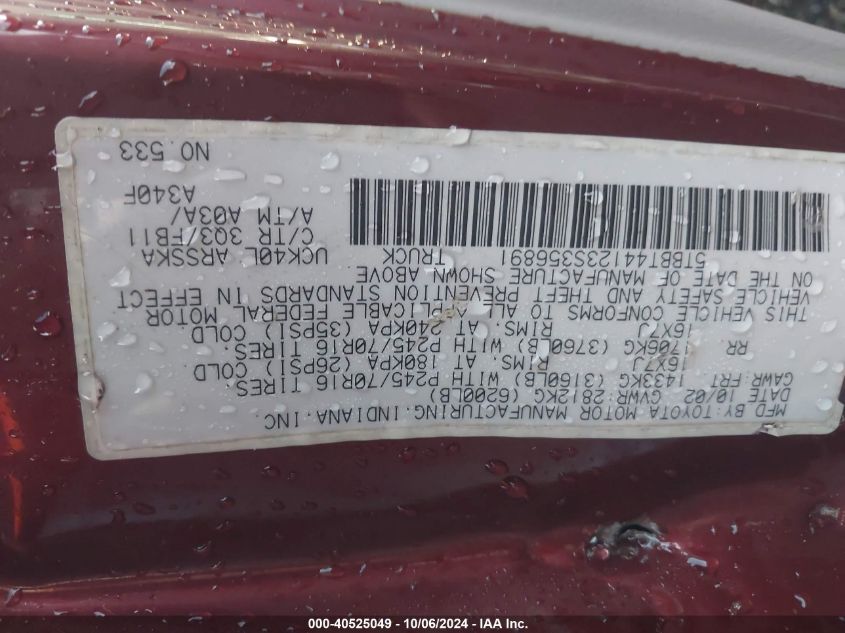 MFD BY: TOYOTA MOTOR MANUFACTURING, INDIANA, INC.
DATE 10/02 GVWR: 2812KG (6200LB)
GAWR: FRT 1433KG (3160LB) WITH P245/70R16 TIRES
16X7J RIMS. AT 180KPA (26PSI) COLD
RR 1706KG (3760LB) WITH P245/70R16 TIRES
16X7J RIMS. AT 240KPA (35PSI) COLD
THIS VEHICLE CONFORMS TO ALL APPLICABLE FEDERAL MOTOR
VEHICLE SAFETY AND THEFT PREVENTION STANDARDS IN EFFECT
ON THE DATE OF MANUFACTURE SHOWN ABOVE.
5TBBT44123S356891 TRUCK
UCK40L ARSSKA
C/TR 3Q3/FB11
A/TM A03A/
A340F
NO. 533
000-40525049 - 10/06/2024 - IAA Inc.